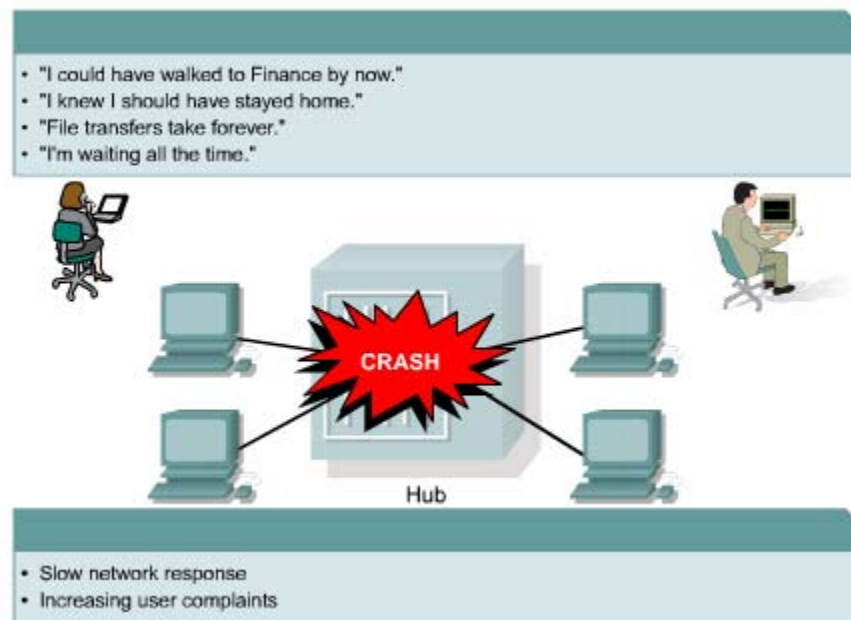 • "I could have walked to Finance by now."
• "I knew I should have stayed home."
• "File transfers take forever."
• "I'm waiting all the time."
CRASH
Hub
• Slow network response
• Increasing user complaints